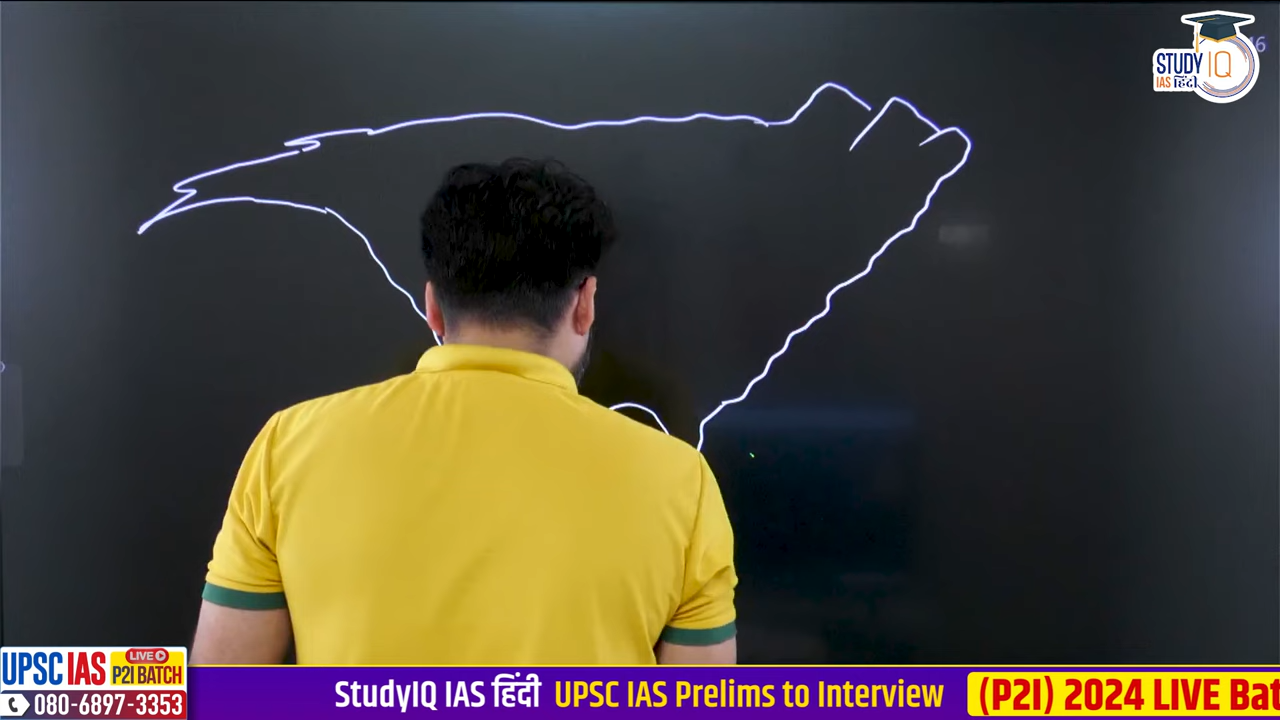 STUDY IQ
IAS हिंदी
UPSC IAS
LIVE
P2I BATCH
080-6897-3353
StudyIQ IAS हिंदी UPSC IAS Prelims to Interview
(P2I) 2024 LIVE Bat